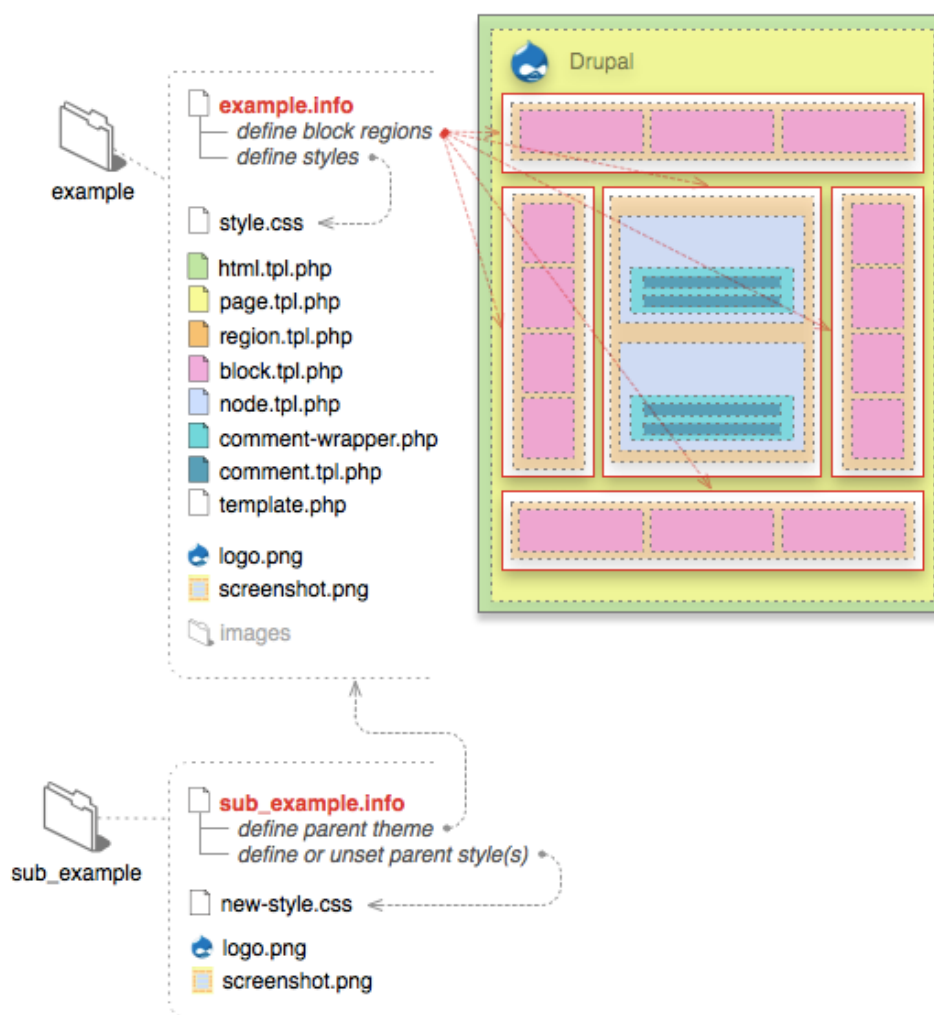 Drupal
example
example.info
define block regions
define styles
style.css
html.tpl.php
page.tpl.php
region.tpl.php
block.tpl.php
node.tpl.php
comment-wrapper.php
comment.tpl.php
template.php
logo.png
screenshot.png
images
sub_example
sub_example.info
define parent theme
define or unset parent style(s)
new-style.css
logo.png
screenshot.png